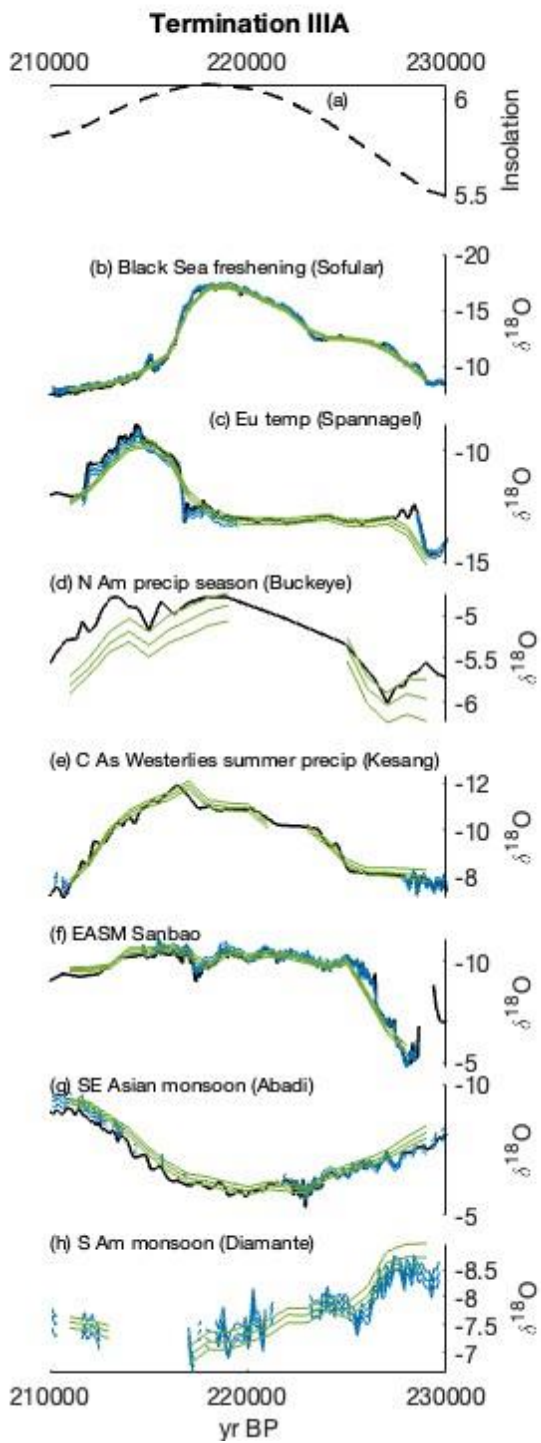 Termination IIIA
210000 220000 230000
(a)
6
Insolation
5.5
(b) Black Sea freshening (Sofular)
-20
-15
-10
δ¹⁸O
(c) Eu temp (Spannagel)
-10
δ¹⁸O
-15
(d) N Am precip season (Buckeye)
-5
-5.5
-6
δ¹⁸O
(e) C As Westerlies summer precip (Kesang)
-12
-10
-8
δ¹⁸O
(f) EASM Sanbao
-10
δ¹⁸O
-5
(g) SE Asian monsoon (Abadi)
-10
δ¹⁸O
-5
(h) S Am monsoon (Diamante)
-8.5
-8
-7.5
-7
δ¹⁸O
210000 220000 230000
yr BP